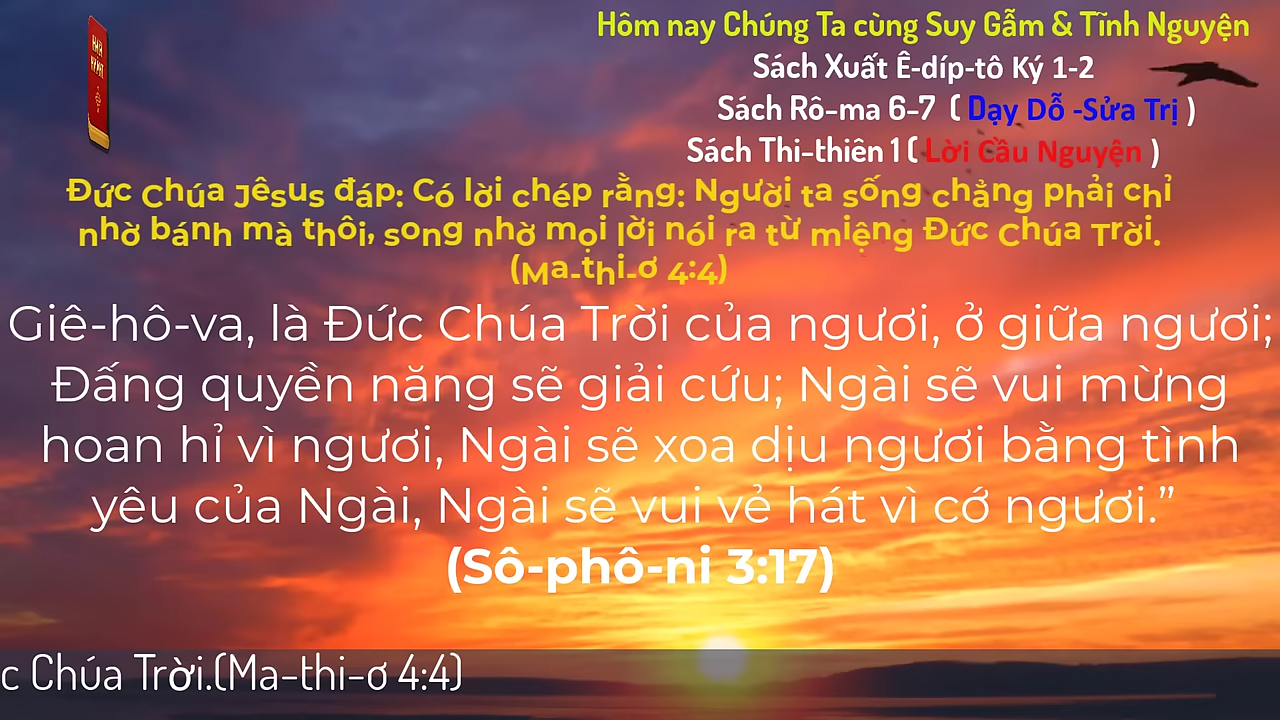 Hôm nay Chúng Ta cùng Suy Gẫm & Tĩnh Nguyện
Sách Xuất Ê-díp-tô Ký 1-2
Sách Rô-ma 6-7 ( Dạy Dỗ -Sửa Trị )
Sách Thi-thiên 1 ( Lời Cầu Nguyện )
Đức Chúa Jêsus đáp: Có lời chép rằng: Người ta sống chẳng phải chỉ
nhờ bánh mà thôi, song nhờ mọi lời nói ra từ miệng Đức Chúa Trời.
(Ma-thi-ơ 4:4)
Giê-hô-va, là Đức Chúa Trời của ngươi, ở giữa ngươi;
Đấng quyền năng sẽ giải cứu; Ngài sẽ vui mừng
hoan hỉ vì ngươi, Ngài sẽ xoa dịu ngươi bằng tình
yêu của Ngài, Ngài sẽ vui vẻ hát vì cớ ngươi.”
(Sô-phô-ni 3:17)
c Chúa Trời.(Ma-thi-ơ 4:4)